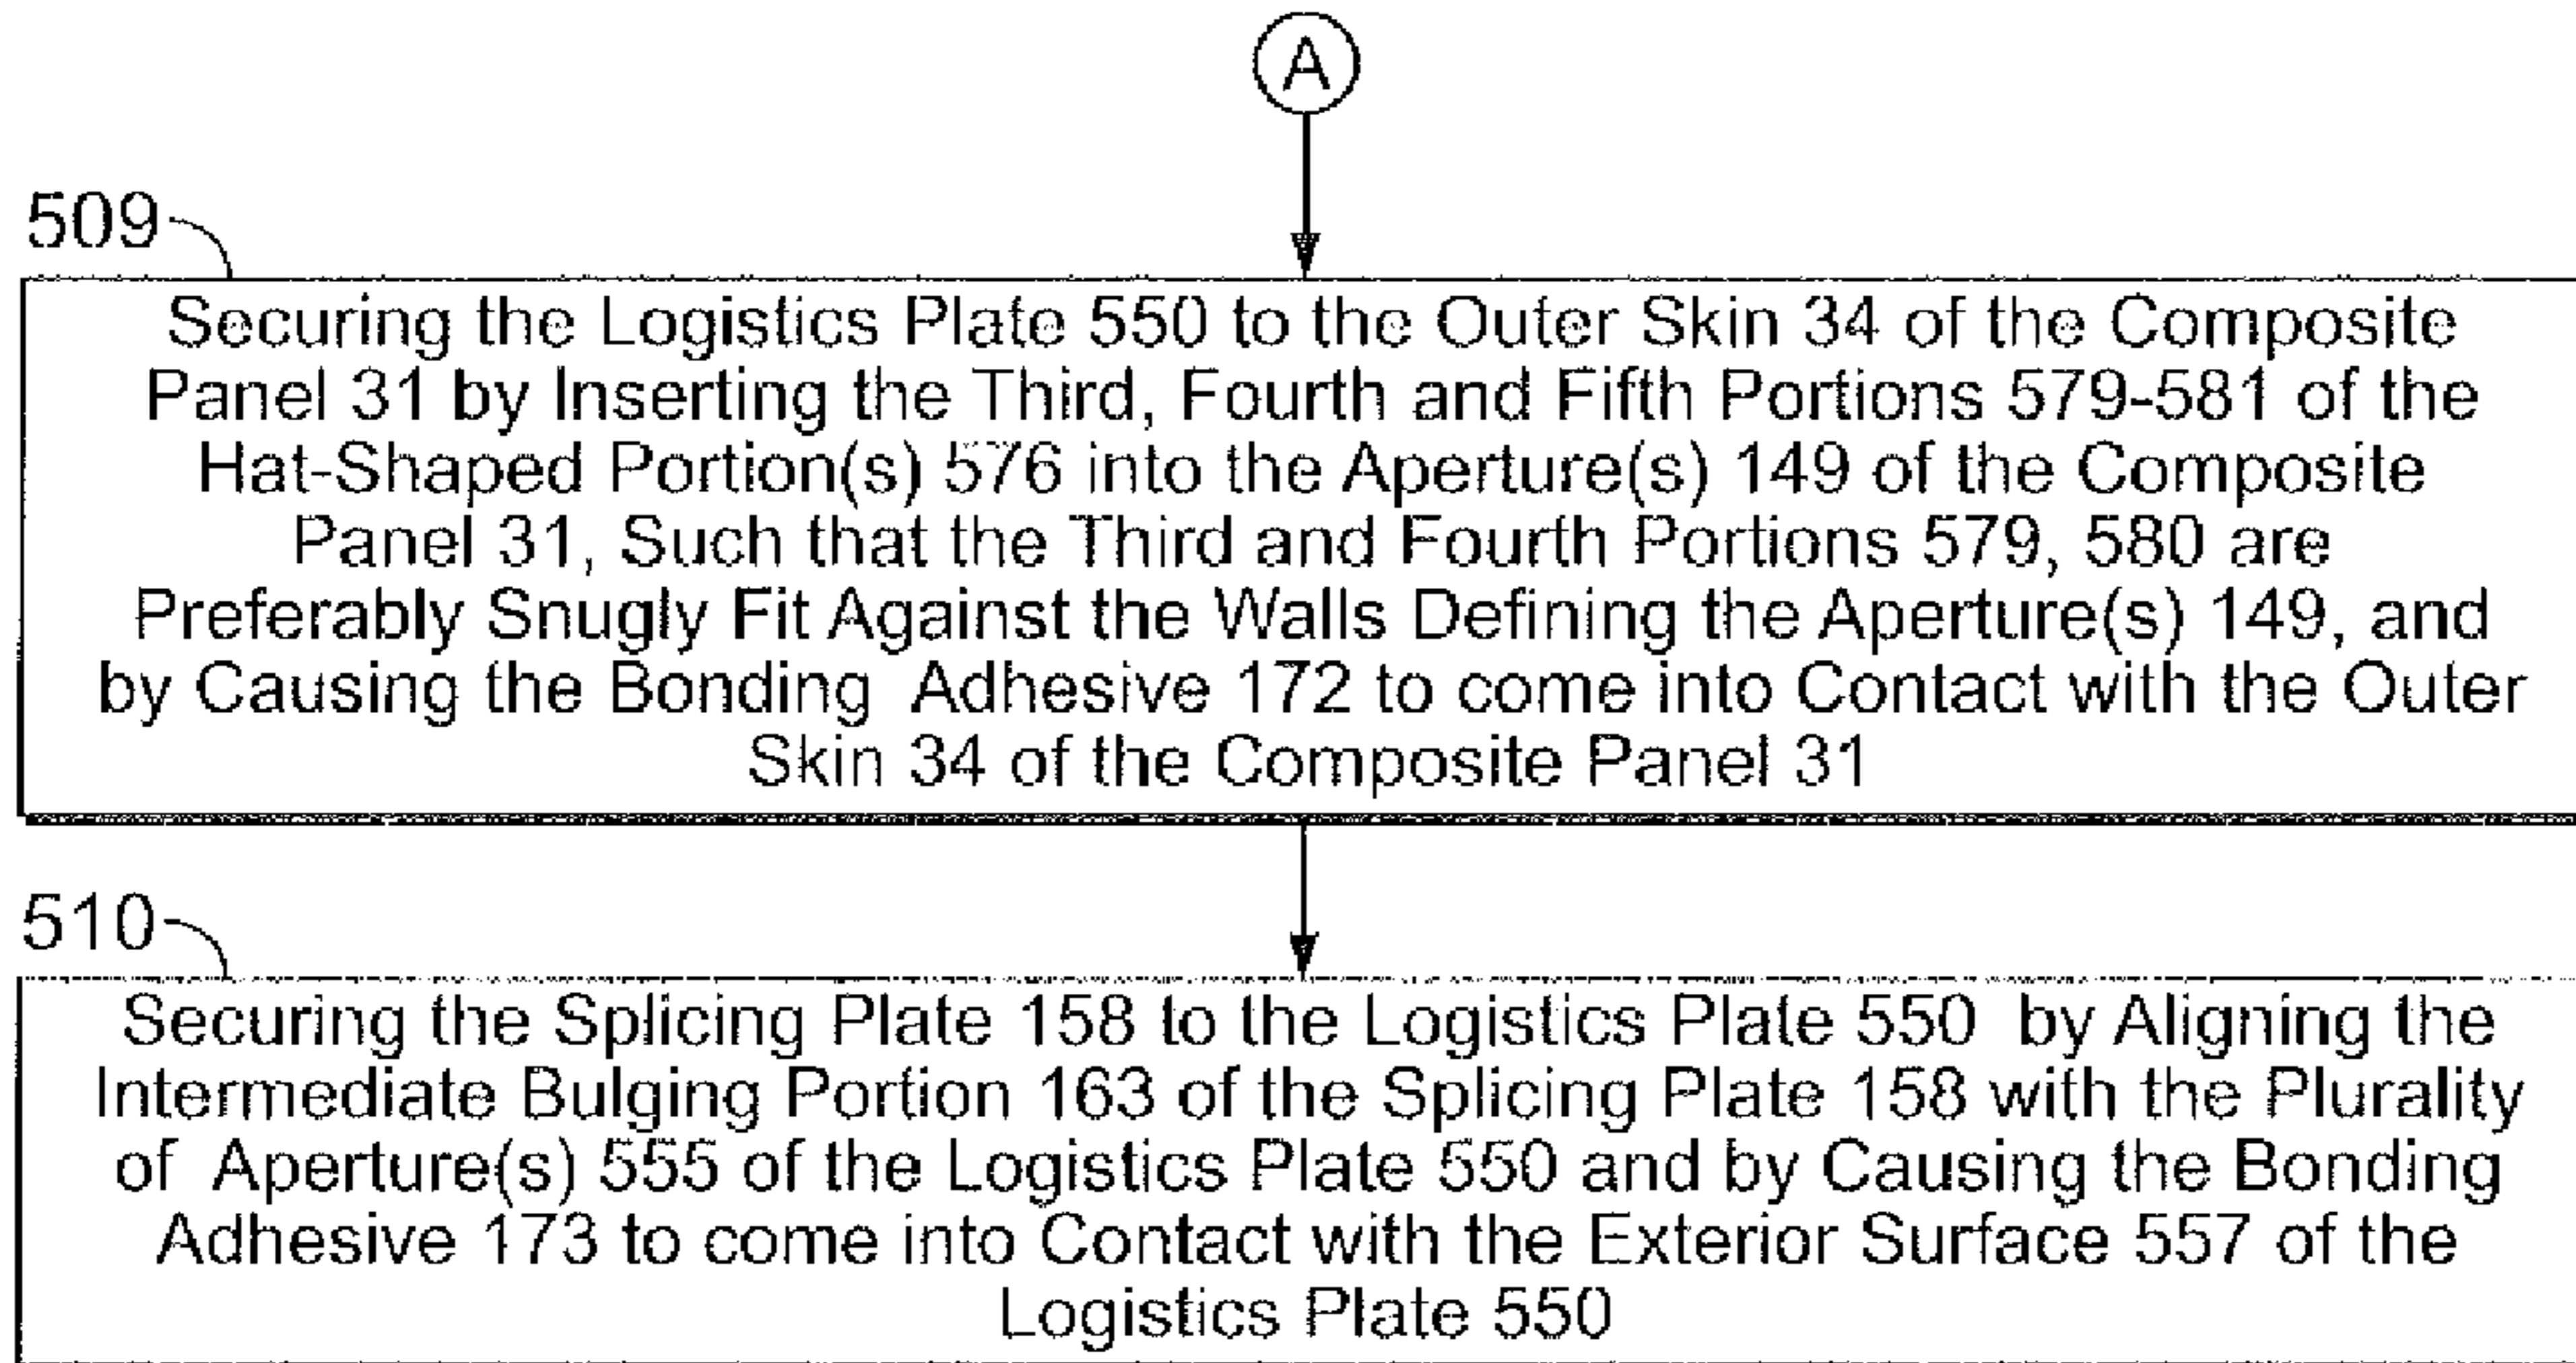 A
509
Securing the Logistics Plate 550 to the Outer Skin 34 of the Composite
Panel 31 by Inserting the Third, Fourth and Fifth Portions 579-581 of the
Hat-Shaped Portion(s) 576 into the Aperture(s) 149 of the Composite
Panel 31, Such that the Third and Fourth Portions 579, 580 are
Preferably Snugly Fit Against the Walls Defining the Aperture(s) 149, and
by Causing the Bonding Adhesive 172 to come into Contact with the Outer
Skin 34 of the Composite Panel 31
510
Securing the Splicing Plate 158 to the Logistics Plate 550 by Aligning the
Intermediate Bulging Portion 163 of the Splicing Plate 158 with the Plurality
of Aperture(s) 555 of the Logistics Plate 550 and by Causing the Bonding
Adhesive 173 to come into Contact with the Exterior Surface 557 of the
Logistics Plate 550